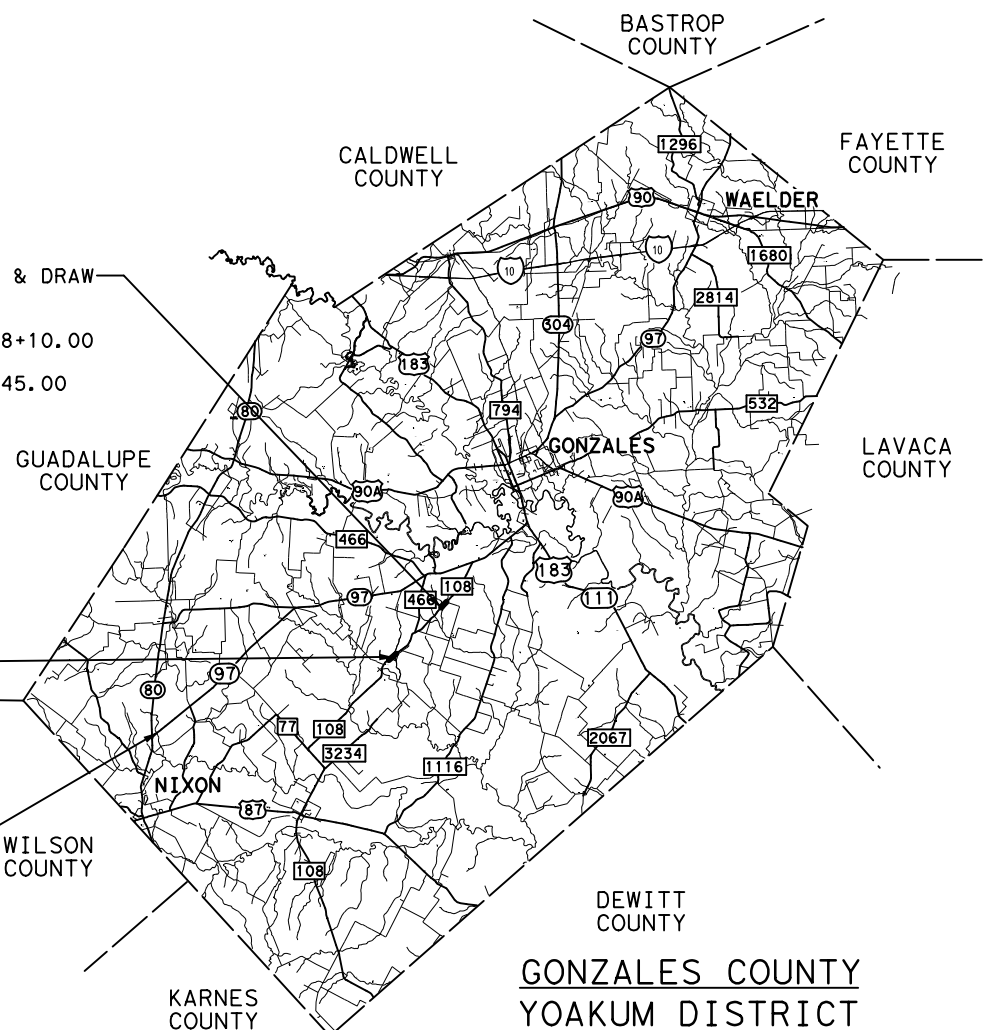 BASTROP
COUNTY
FAYETTE
COUNTY
1296
CALDWELL
COUNTY
90
WAELDER
10
1680
10
& DRAW
2814
304
8+10.00
97
183
45.00
532
80
794
GONZALES
LAVACA
COUNTY
GUADALUPE
COUNTY
90A
90A
466
183
108
97
466
111
97
80
77
108
2067
3234
1116
NIXON
87
WILSON
COUNTY
108
DEWITT
COUNTY
GONZALES COUNTY
KARNES
COUNTY
YOAKUM DISTRICT